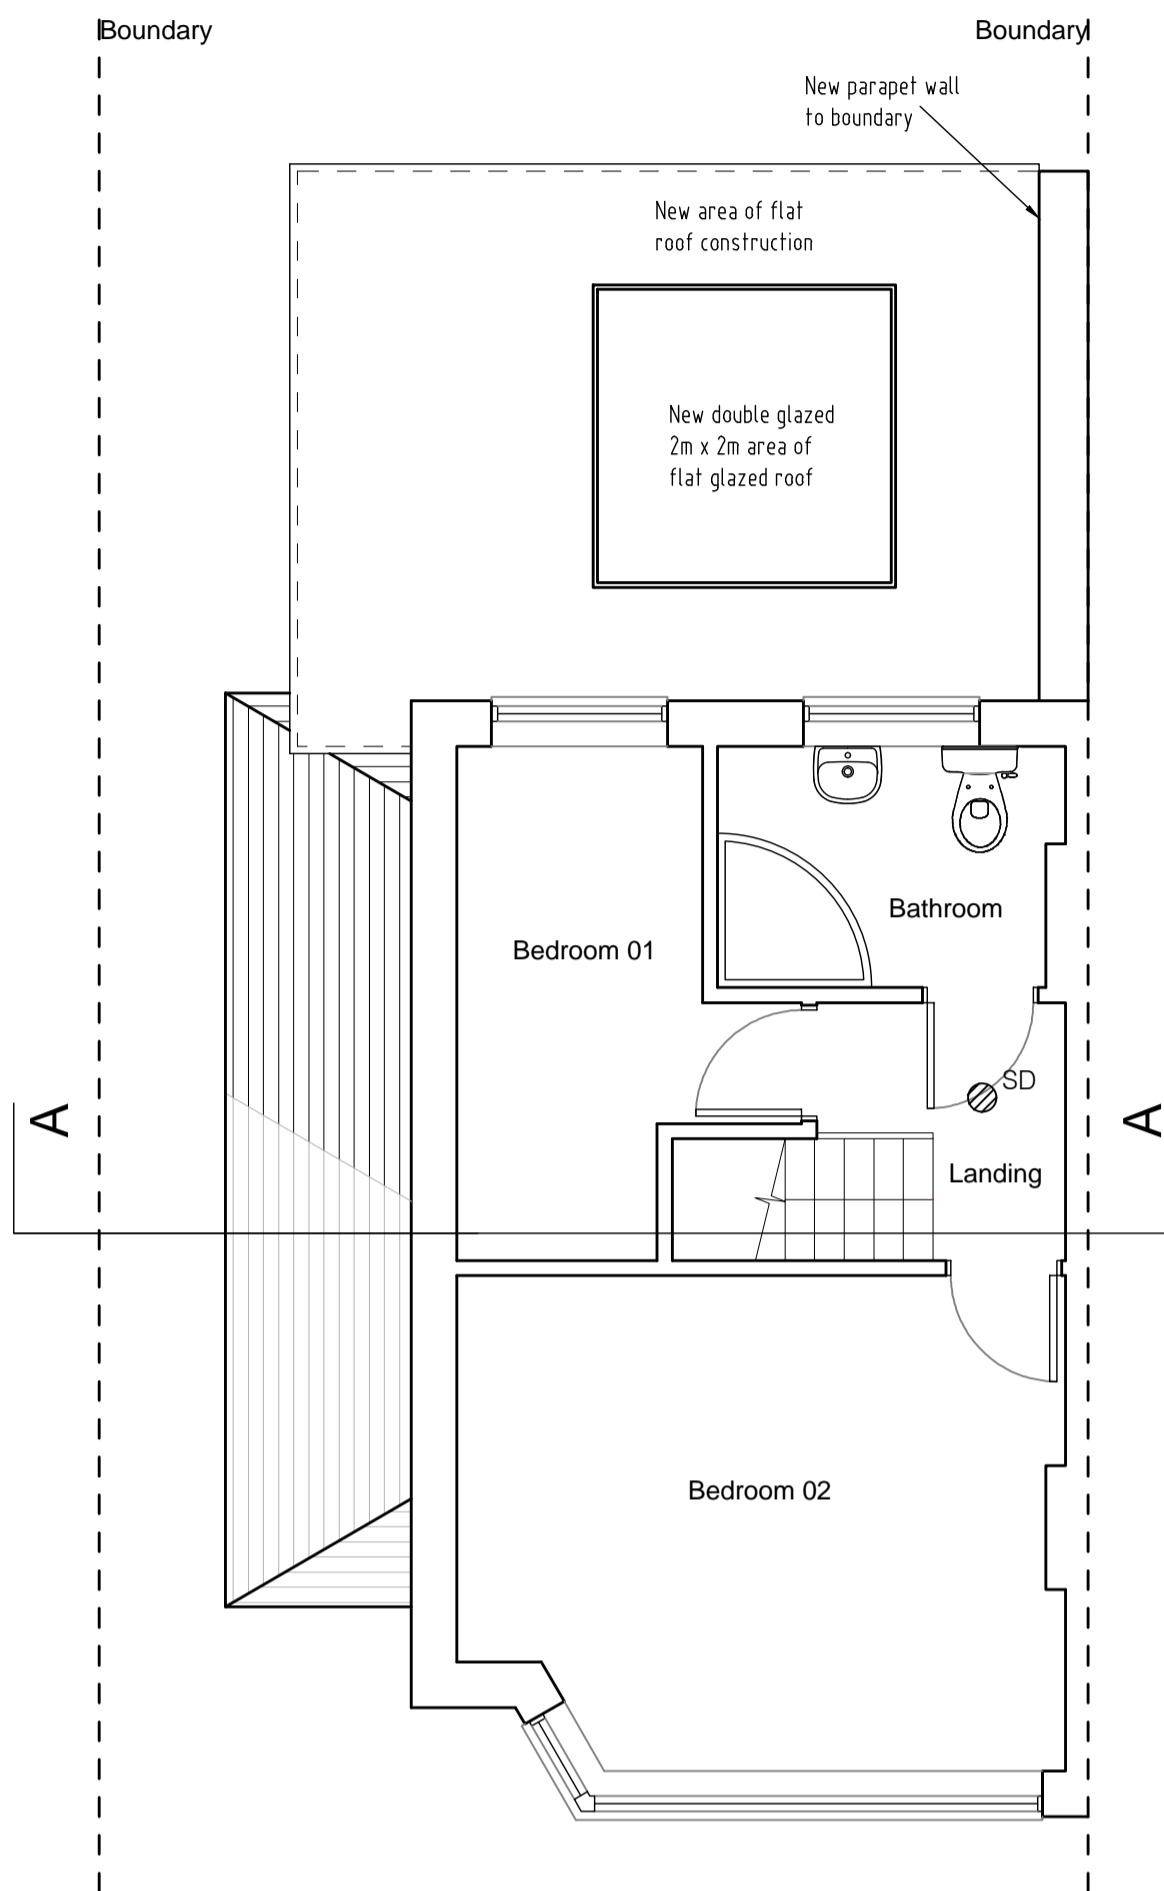 Boundary
Boundary
New parapet wall
to boundary
New area of flat
roof construction
New double glazed
2m x 2m area of
flat glazed roof
Bathroom
Bedroom 01
SD
A
A
Landing
Bedroom 02